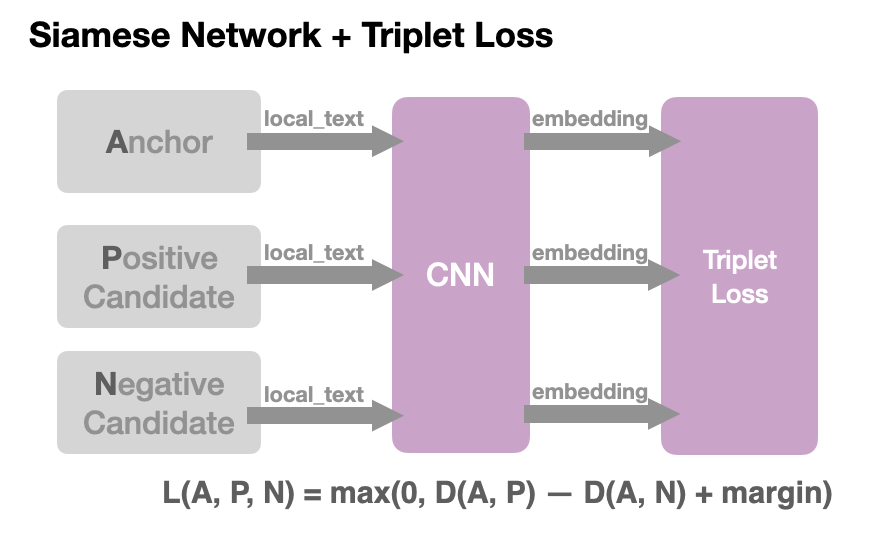 Siamese Network + Triplet Loss
Anchor
local_text
embedding
Positive
Candidate
local_text
embedding
CNN
Triplet
Loss
Negative
Candidate
local_text
embedding
L(A, P, N) = max(0, D(A, P) — D(A, N) + margin)